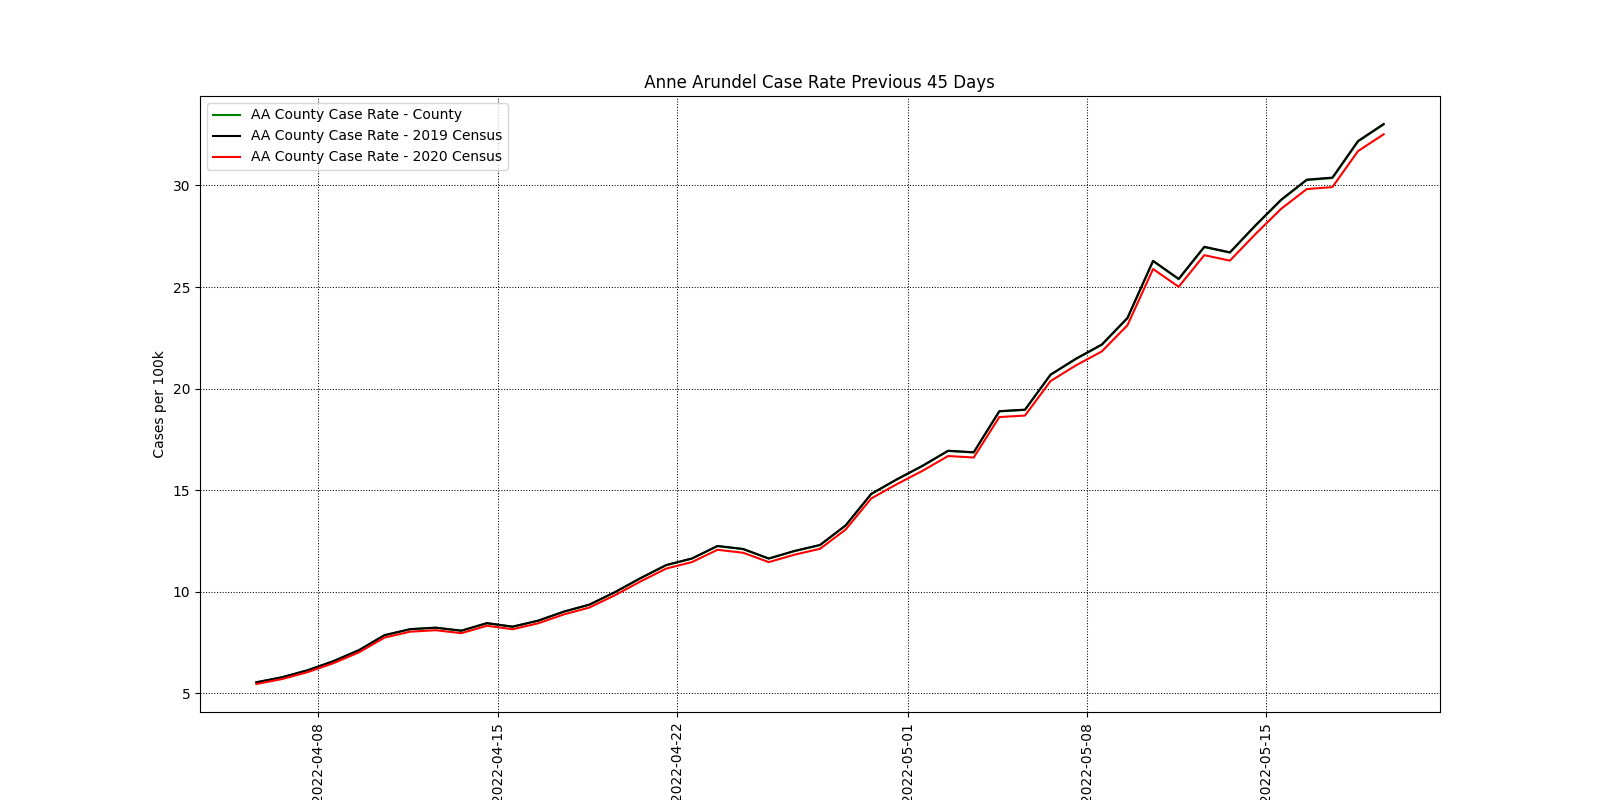 Anne Arundel Case Rate Previous 45 Days
AA County Case Rate - County
AA County Case Rate - 2019 Census
AA County Case Rate - 2020 Census
Cases per 100k
30
25
20
15
10
5
2022-04-08
2022-04-15
2022-04-22
2022-05-01
2022-05-08
2022-05-15